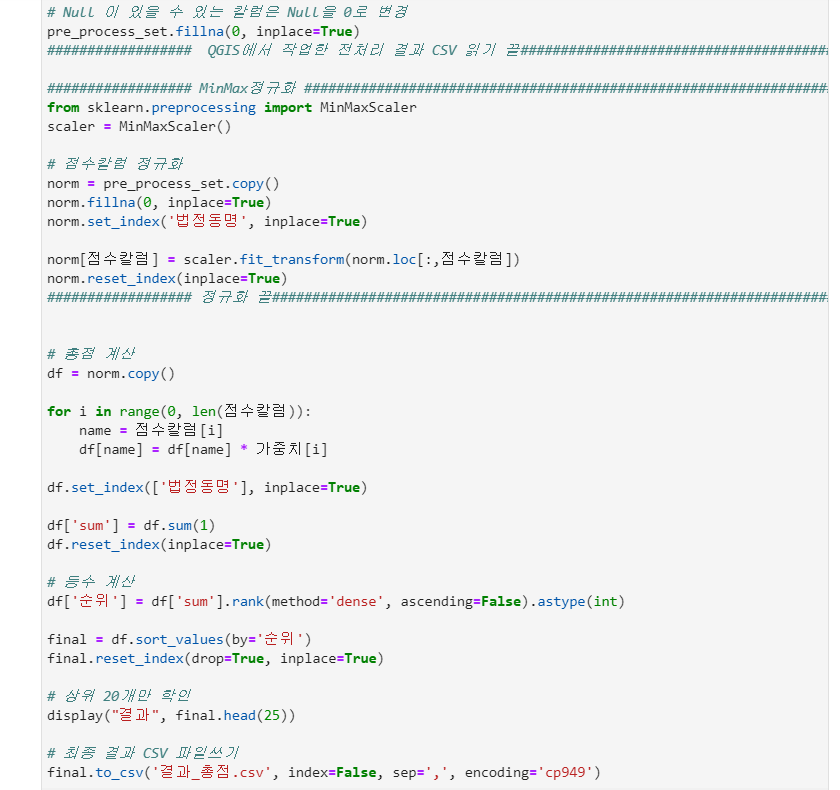 # Null 이 있을 수 있는 칼럼은 Null을 0로 변경
pre_process_set.fillna(0, inplace=True)
################## QGIS에서 작업한 전처리 결과 CSV 읽기 끝######################################
################## MinMax정규화 #################################################################
from sklearn.preprocessing import MinMaxScaler
scaler = MinMaxScaler()
# 점수칼럼 정규화
norm = pre_process_set.copy()
norm.fillna(0, inplace=True)
norm.set_index('법정동명', inplace=True)
norm[점수칼럼] = scaler.fit_transform(norm.loc[:,점수칼럼])
norm.reset_index(inplace=True)
################## 정규화 끝#####################################################################
# 총점 계산
df = norm.copy()
for i in range(0, len(점수칼럼)):
    name = 점수칼럼[i]
    df[name] = df[name] * 가중치[i]
df.set_index(['법정동명'], inplace=True)
df['sum'] = df.sum(1)
df.reset_index(inplace=True)
# 등수 계산
df['순위'] = df['sum'].rank(method='dense', ascending=False).astype(int)
final = df.sort_values(by='순위')
final.reset_index(drop=True, inplace=True)
# 상위 20개만 확인
display("결과", final.head(25))
# 최종 결과 CSV 파일쓰기
final.to_csv('결과_총점.csv', index=False, sep=',', encoding='cp949')